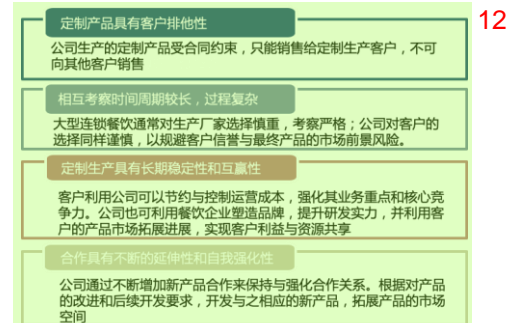 定制产品具有客户排他性
12
公司生产的定制产品受合同约束，只能销售给定制生产客户，不可
向其他客户销售
相互考察时间周期较长，过程复杂
大型连锁餐饮通常对生产厂家选择慎重，考察严格；公司对客户的
选择同样谨慎，以规避客户信誉与最终产品的市场前景风险。
定制生产具有长期稳定性和互赢性
客户利用公司可以节约与控制运营成本，强化其业务重点和核心竞
争力。公司也可利用餐饮企业塑造品牌，提升研发实力，并利用客
户的产品市场拓展进展，实现客户利益与资源共享
合作具有不断的延伸性和自我强化性
公司通过不断增加新产品合作来保持与强化合作关系。根据对产品
的改进和后续开发要求，开发与之相应的新产品，拓展产品的市场
空间